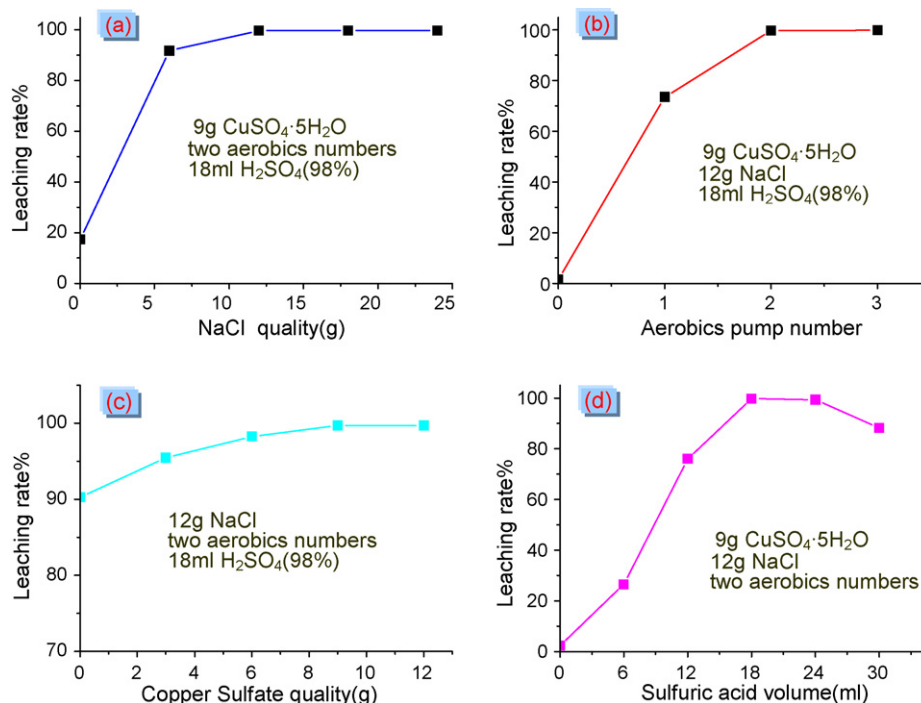 (a)
Leaching rate%
100
80
60
40
20
0
9g CuSO₄·5H₂O
two aerobics numbers
18ml H₂SO₄(98%)
0 5 10 15 20 25
NaCl quality(g)
(b)
Leaching rate%
100
80
60
40
20
0
9g CuSO₄·5H₂O
12g NaCl
18ml H₂SO₄(98%)
0 1 2 3
Aerobics pump number
(c)
Leaching rate%
100
90
80
70
12g NaCl
two aerobics numbers
18ml H₂SO₄(98%)
0 2 4 6 8 10 12
Copper Sulfate quality(g)
(d)
Leaching rate%
100
80
60
40
20
0
9g CuSO₄·5H₂O
12g NaCl
two aerobics numbers
0 6 12 18 24 30
Sulfuric acid volume(ml)